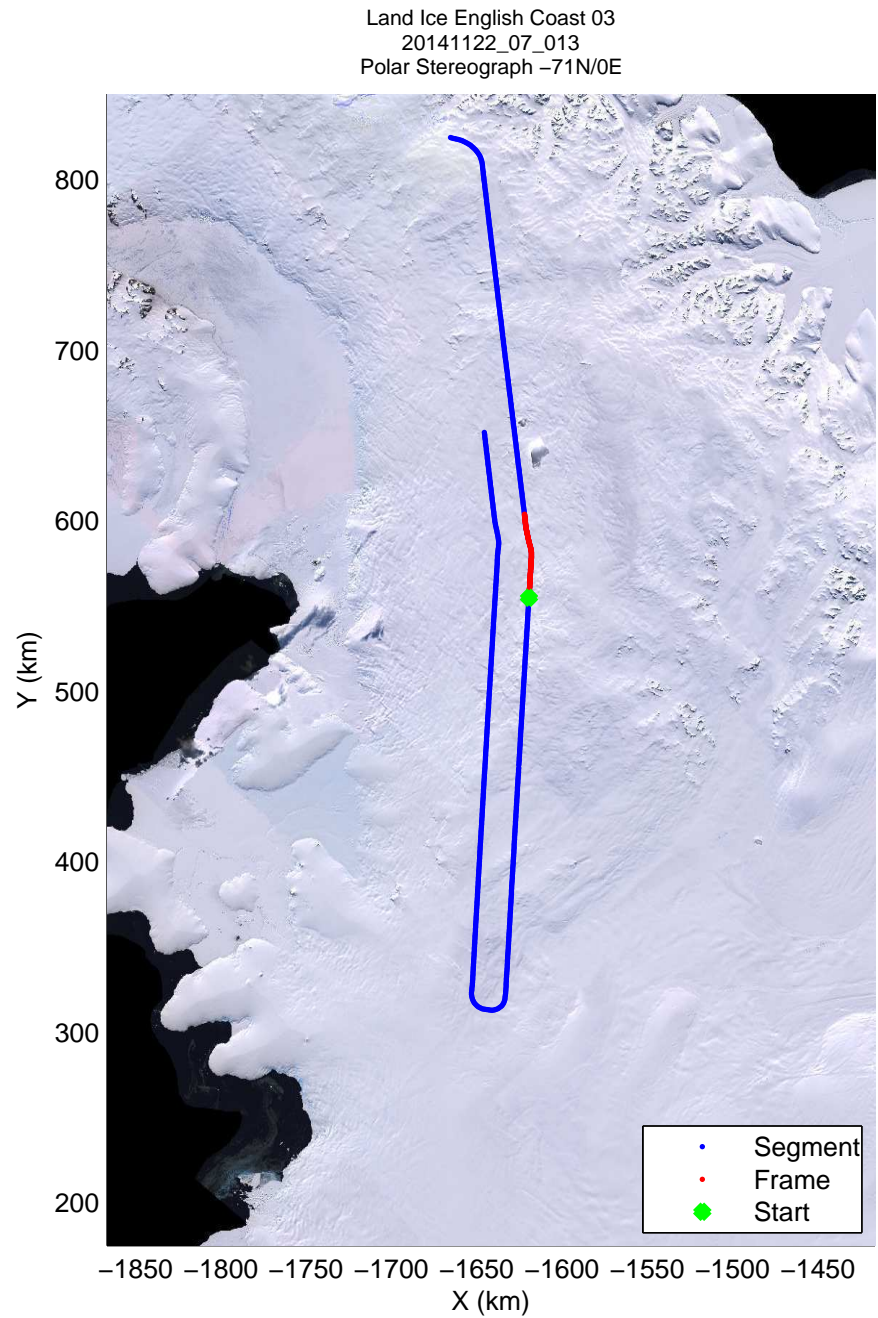 Land Ice English Coast 03
20141122_07_013
Polar Stereograph −71N/0E
800
700
600
500
400
300
200
Y (km)
−1850 −1800 −1750 −1700 −1650 −1600 −1550 −1500 −1450
X (km)
Segment
Frame
Start